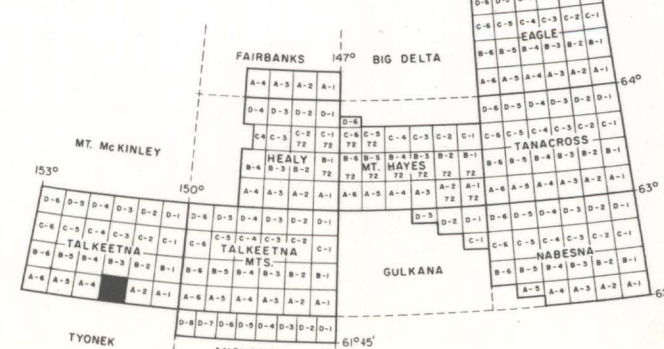 D-6
C-6 C-5 C-4 C-3 C-2 C-1
EAGLE
B-6 B-5 B-4 B-3 B-2 B-1
A-6 A-5 A-4 A-3 A-2 A-1
64°
FAIRBANKS 147° BIG DELTA
A-4 A-3 A-2 A-1
D-4 D-3 D-2 D-1 D-6
C4 C-3 C-2 72 C-1 72 C-6 72 C-5 72 C-4 C-3 C-2 C-1
HEALY
B-4 B-3 B-2 B-1 72
MT. HAYES
B-6 72 B-5 72 B-4 72 B-3 72 B-2 72 B-1 72
A-4 A-3 A-2 A-1 A-6 A-5 A-4 A-3 A-2 72 A-1 72
D-6 D-5 D-4 D-3 D-2 D-1
C-6 C-5 C-4 C-3 C-2 C-1
TANACROSS
B-6 B-5 B-4 B-3 B-2 B-1
A-6 A-5 A-4 A-3 A-2 A-1
63°
MT. McKINLEY
153° 150°
D-6 D-5 D-4 D-3 D-2 D-1
C-6 C-5 C-4 C-3 C-2 C-1
TALKEETNA
B-6 B-5 B-4 B-3 B-2 B-1
A-6 A-5 A-4 A-2 A-1
D-6 D-5 D-4 D-3 D-2 D-1
C-6 C-5 C-4 C-3 C-2 C-1
TALKEETNA
MTS.
B-6 B-5 B-4 B-3 B-2 B-1
A-6 A-5 A-4 A-3 A-2 A-1
D-8 D-7 D-6 D-5 D-4 D-3 D-2 D-1
61°45'
D-3 D-2 D-1
C-1
GULKANA
D-6 D-5 D-4 D-3 D-2 D-1
C-6 C-5 C-4 C-3 C-2 C-1
NABESNA
B-6 B-5 B-4 B-3 B-2 B-1
A-5 A-4 A-3 A-2 A-1
TYONEK